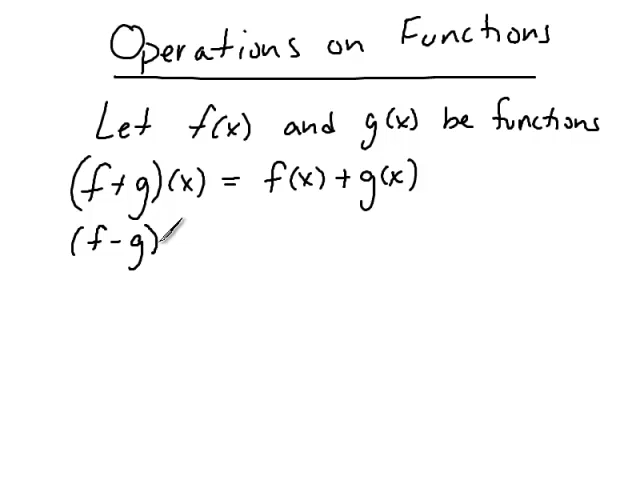 Operations on Functions
Let f(x) and g(x) be functions
(f+g)(x) = f(x)+g(x)
(f-g)